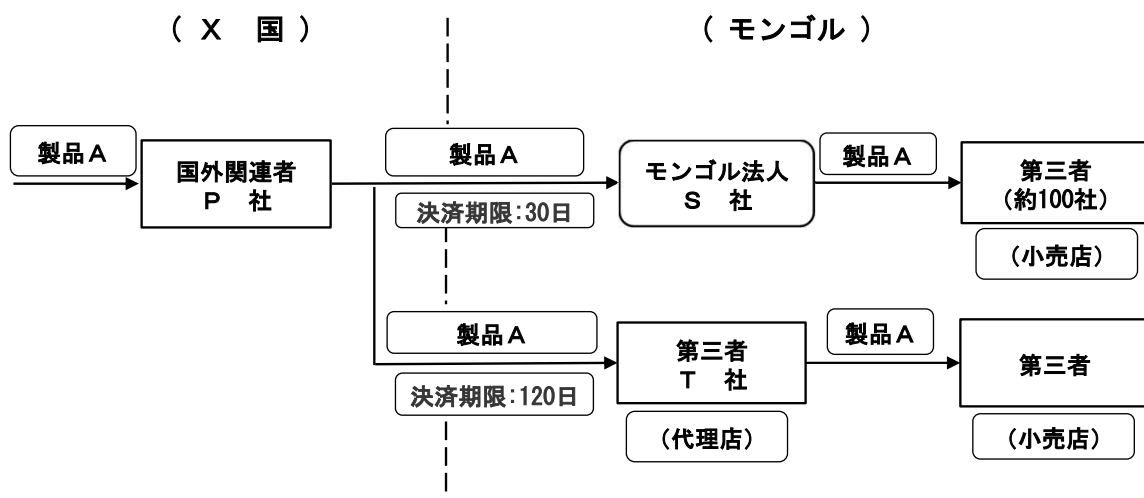 （ Ｘ 国 ）
（ モンゴル ）
製品Ａ
国外関連者
Ｐ 社
製品Ａ
決済期限：30日
モンゴル法人
Ｓ 社
製品Ａ
第三者
（約100社）
（小売店）
製品Ａ
決済期限：120日
第三者
Ｔ 社
（代理店）
製品Ａ
第三者
（小売店）